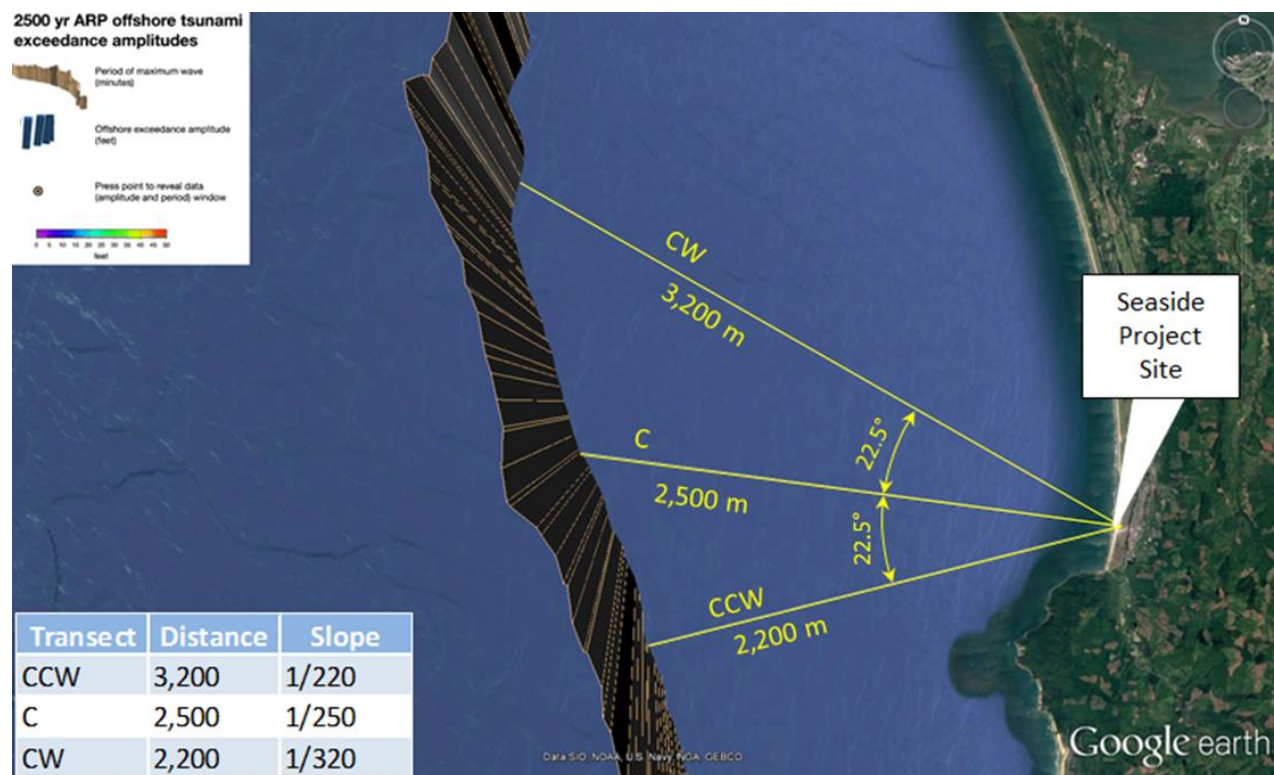 2500 yr ARP offshore tsunami
exceedance amplitudes
Period of maximum wave
(minutes)
Offshore exceedance amplitude
(feet)
Press point to reveal data
(amplitude and period) window
0 5 10 15 20 25 30 35 40 45 50
feet
N
CW
3,200 m
Seaside
Project
Site
22.5°
C
2,500 m
22.5°
CCW
2,200 m
Transect Distance Slope
CCW 3,200 1/220
C 2,500 1/250
CW 2,200 1/320
Data SIO, NOAA, U.S. Navy, NGA, GEBCO
Google earth